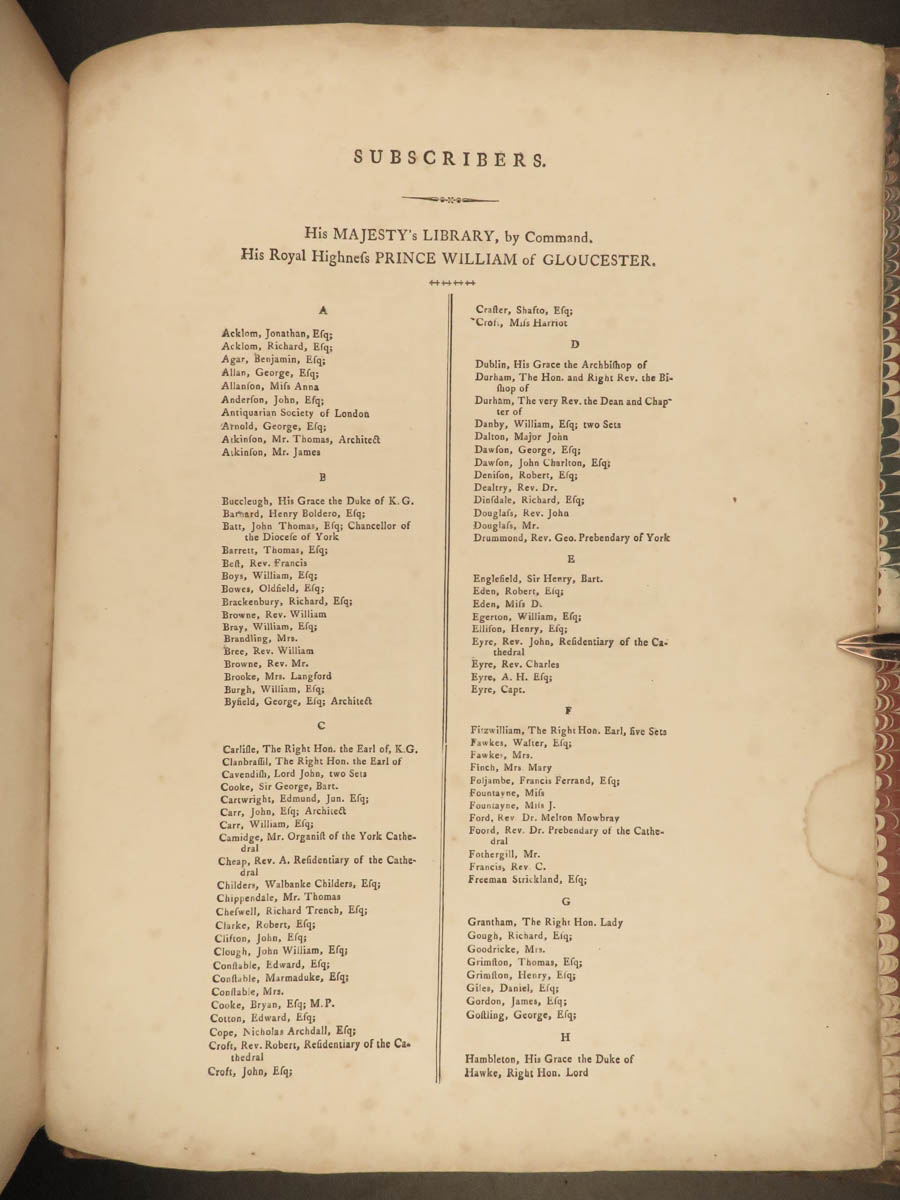 SUBSCRIBERS.
His MAJESTY's LIBRARY, by Command.
His Royal Highneſs PRINCE WILLIAM of GLOUCESTER.
A
Acklom, Jonathan, Eſq;
Acklom, Richard, Eſq;
Agar, Benjamin, Eſq;
Allan, George, Eſq;
Allanſon, Miſs Anna
Anderſon, John, Eſq;
Antiquarian Society of London
Arnold, George, Eſq;
Atkinſon, Mr. Thomas, Architect
Atkinſon, Mr. James
B
Buccleugh, His Grace the Duke of K. G.
Barnard, Henry Boldero, Eſq;
Batt, John Thomas, Eſq; Chancellor of
the Dioceſe of York
Barrett, Thomas, Eſq;
Beſt, Rev. Francis
Boys, William, Eſq;
Bowes, Oldfield, Eſq;
Brackenbury, Richard, Eſq;
Browne, Rev. William
Bray, William, Eſq;
Brandling, Mrs.
Bree, Rev. William
Browne, Rev. Mr.
Brooke, Mrs. Langford
Burgh, William, Eſq;
Byfield, George, Eſq; Architect
C
Carliſle, The Right Hon. the Earl of, K. G.
Clanbraſſil, The Right Hon. the Earl of
Cavendiſh, Lord John, two Sets
Cooke, Sir George, Bart.
Cartwright, Edmund, Jun. Eſq;
Carr, John, Eſq; Architect
Carr, William, Eſq;
Camidge, Mr. Organiſt of the York Cathe-
dral
Cheap, Rev. A. Reſidentiary of the Cathe-
dral
Childers, Walbanke Childers, Eſq;
Chippendale, Mr. Thomas
Cheſwell, Richard Trench, Eſq;
Clarke, Robert, Eſq;
Clifton, John, Eſq;
Clough, John William, Eſq;
Conſtable, Edward, Eſq;
Conſtable, Marmaduke, Eſq;
Conſtable, Mrs.
Cooke, Bryan, Eſq; M. P.
Cotton, Edward, Eſq;
Cope, Nicholas Archdall, Eſq;
Croft, Rev. Robert, Reſidentiary of the Ca-
thedral
Croft, John, Eſq;
Craſter, Shafto, Eſq;
Croft, Miſs Harriot
D
Dublin, His Grace the Archbiſhop of
Durham, The Hon. and Right Rev. the Bi-
ſhop of
Durham, The very Rev. the Dean and Chap-
ter of
Danby, William, Eſq; two Sets
Dalton, Major John
Dawſon, George, Eſq;
Dawſon, John Charlton, Eſq;
Deniſon, Robert, Eſq;
Dealtry, Rev. Dr.
Dinſdale, Richard, Eſq;
Douglaſs, Rev. John
Douglaſs, Mr.
Drummond, Rev. Geo. Prebendary of York
E
Englefield, Sir Henry, Bart.
Eden, Robert, Eſq;
Eden, Miſs D.
Egerton, William, Eſq;
Elliſon, Henry, Eſq;
Eyre, Rev. John, Reſidentiary of the Ca-
thedral
Eyre, Rev. Charles
Eyre, A. H. Eſq;
Eyre, Capt.
F
Fitzwilliam, The Right Hon. Earl, five Sets
Fawkes, Walter, Eſq;
Fawkes, Mrs.
Finch, Mrs. Mary
Foljambe, Francis Ferrand, Eſq;
Fountayne, Miſs
Fountayne, Miſs J.
Ford, Rev. Dr. Melton Mowbray
Foord, Rev. Dr. Prebendary of the Cathe-
dral
Fothergill, Mr.
Francis, Rev. C.
Freeman Strickland, Eſq;
G
Grantham, The Right Hon. Lady
Gough, Richard, Eſq;
Goodricke, Mrs.
Grimſton, Thomas, Eſq;
Grimſton, Henry, Eſq;
Giles, Daniel, Eſq;
Gordon, James, Eſq;
Goſtling, George, Eſq;
H
Hambleton, His Grace the Duke of
Hawke, Right Hon. Lord